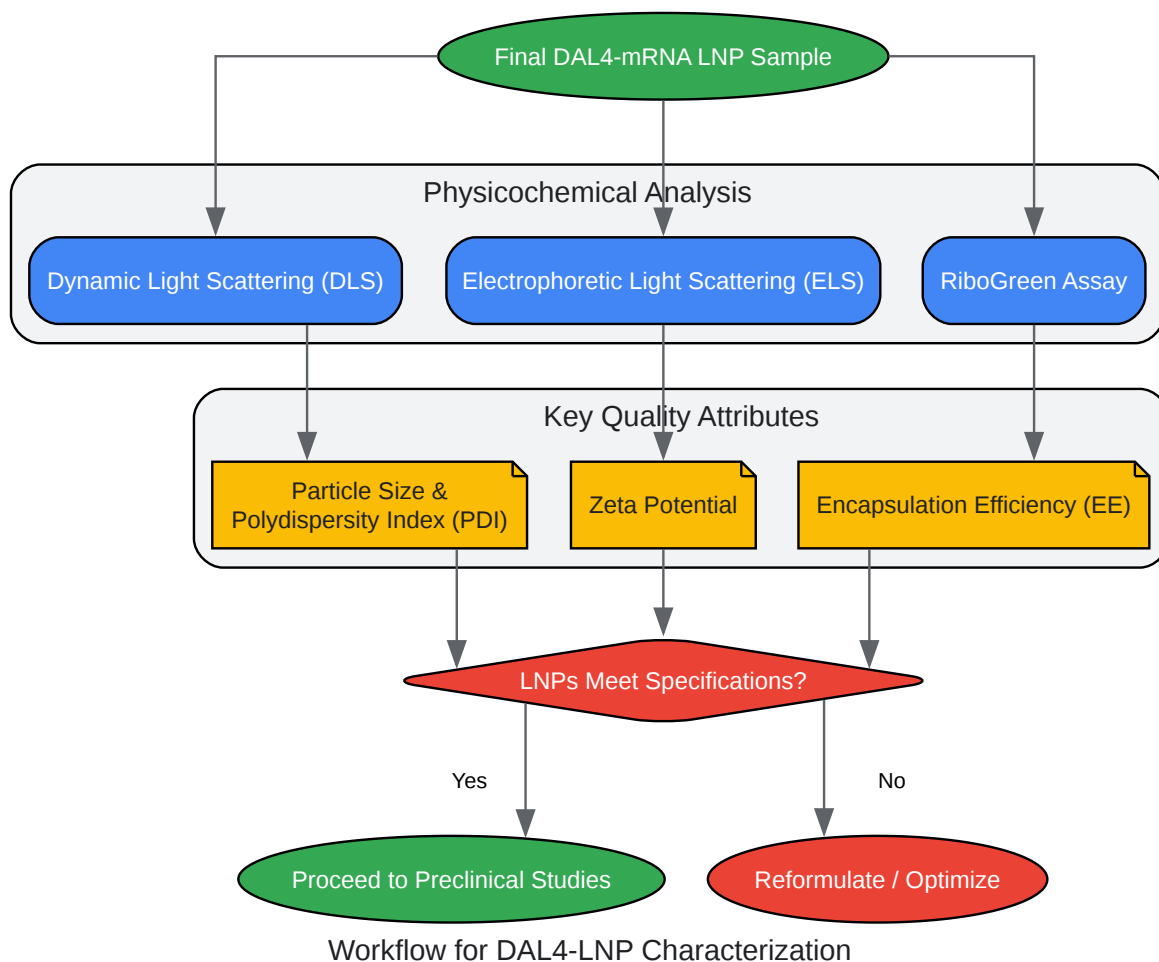 Final DAL4-mRNA LNP Sample
Physicochemical Analysis
Dynamic Light Scattering (DLS)
Electrophoretic Light Scattering (ELS)
RiboGreen Assay
Key Quality Attributes
Particle Size &
Polydispersity Index (PDI)
Zeta Potential
Encapsulation Efficiency (EE)
LNPs Meet Specifications?
Yes
No
Proceed to Preclinical Studies
Reformulate / Optimize
Workflow for DAL4-LNP Characterization